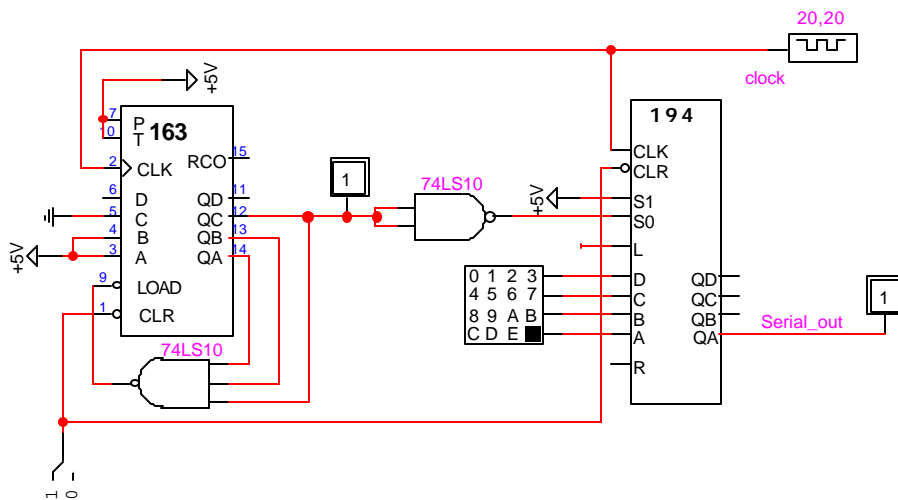 20,20
clock
+5V
163
7 P
10 T
2 CLK
RCO 15
6 D
5 C
4 B
3 A
QD 11
QC 12
QB 13
QA 14
9 LOAD
1 CLR
+5V
74LS10
1
74LS10
+5V
194
CLK
CLR
S1
S0
L
D
C
B
A
R
QD
QC
QB
QA
0 1 2 3
4 5 6 7
8 9 A B
C D E
Serial_out
1
1
0